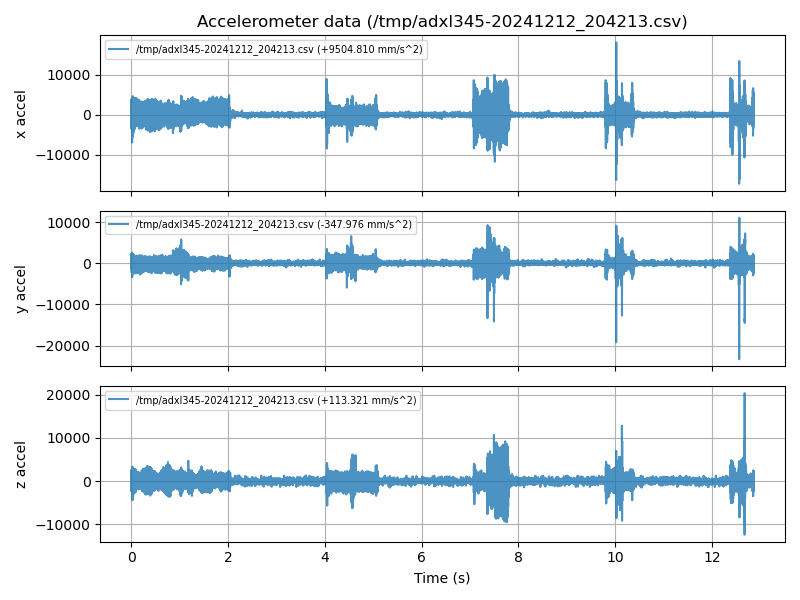 Accelerometer data (/tmp/adxl345-20241212_204213.csv)
/tmp/adxl345-20241212_204213.csv (+9504.810 mm/s^2)
x accel
10000
0
−10000
/tmp/adxl345-20241212_204213.csv (-347.976 mm/s^2)
y accel
10000
0
−10000
−20000
/tmp/adxl345-20241212_204213.csv (+113.321 mm/s^2)
z accel
20000
10000
0
−10000
0 2 4 6 8 10 12
Time (s)